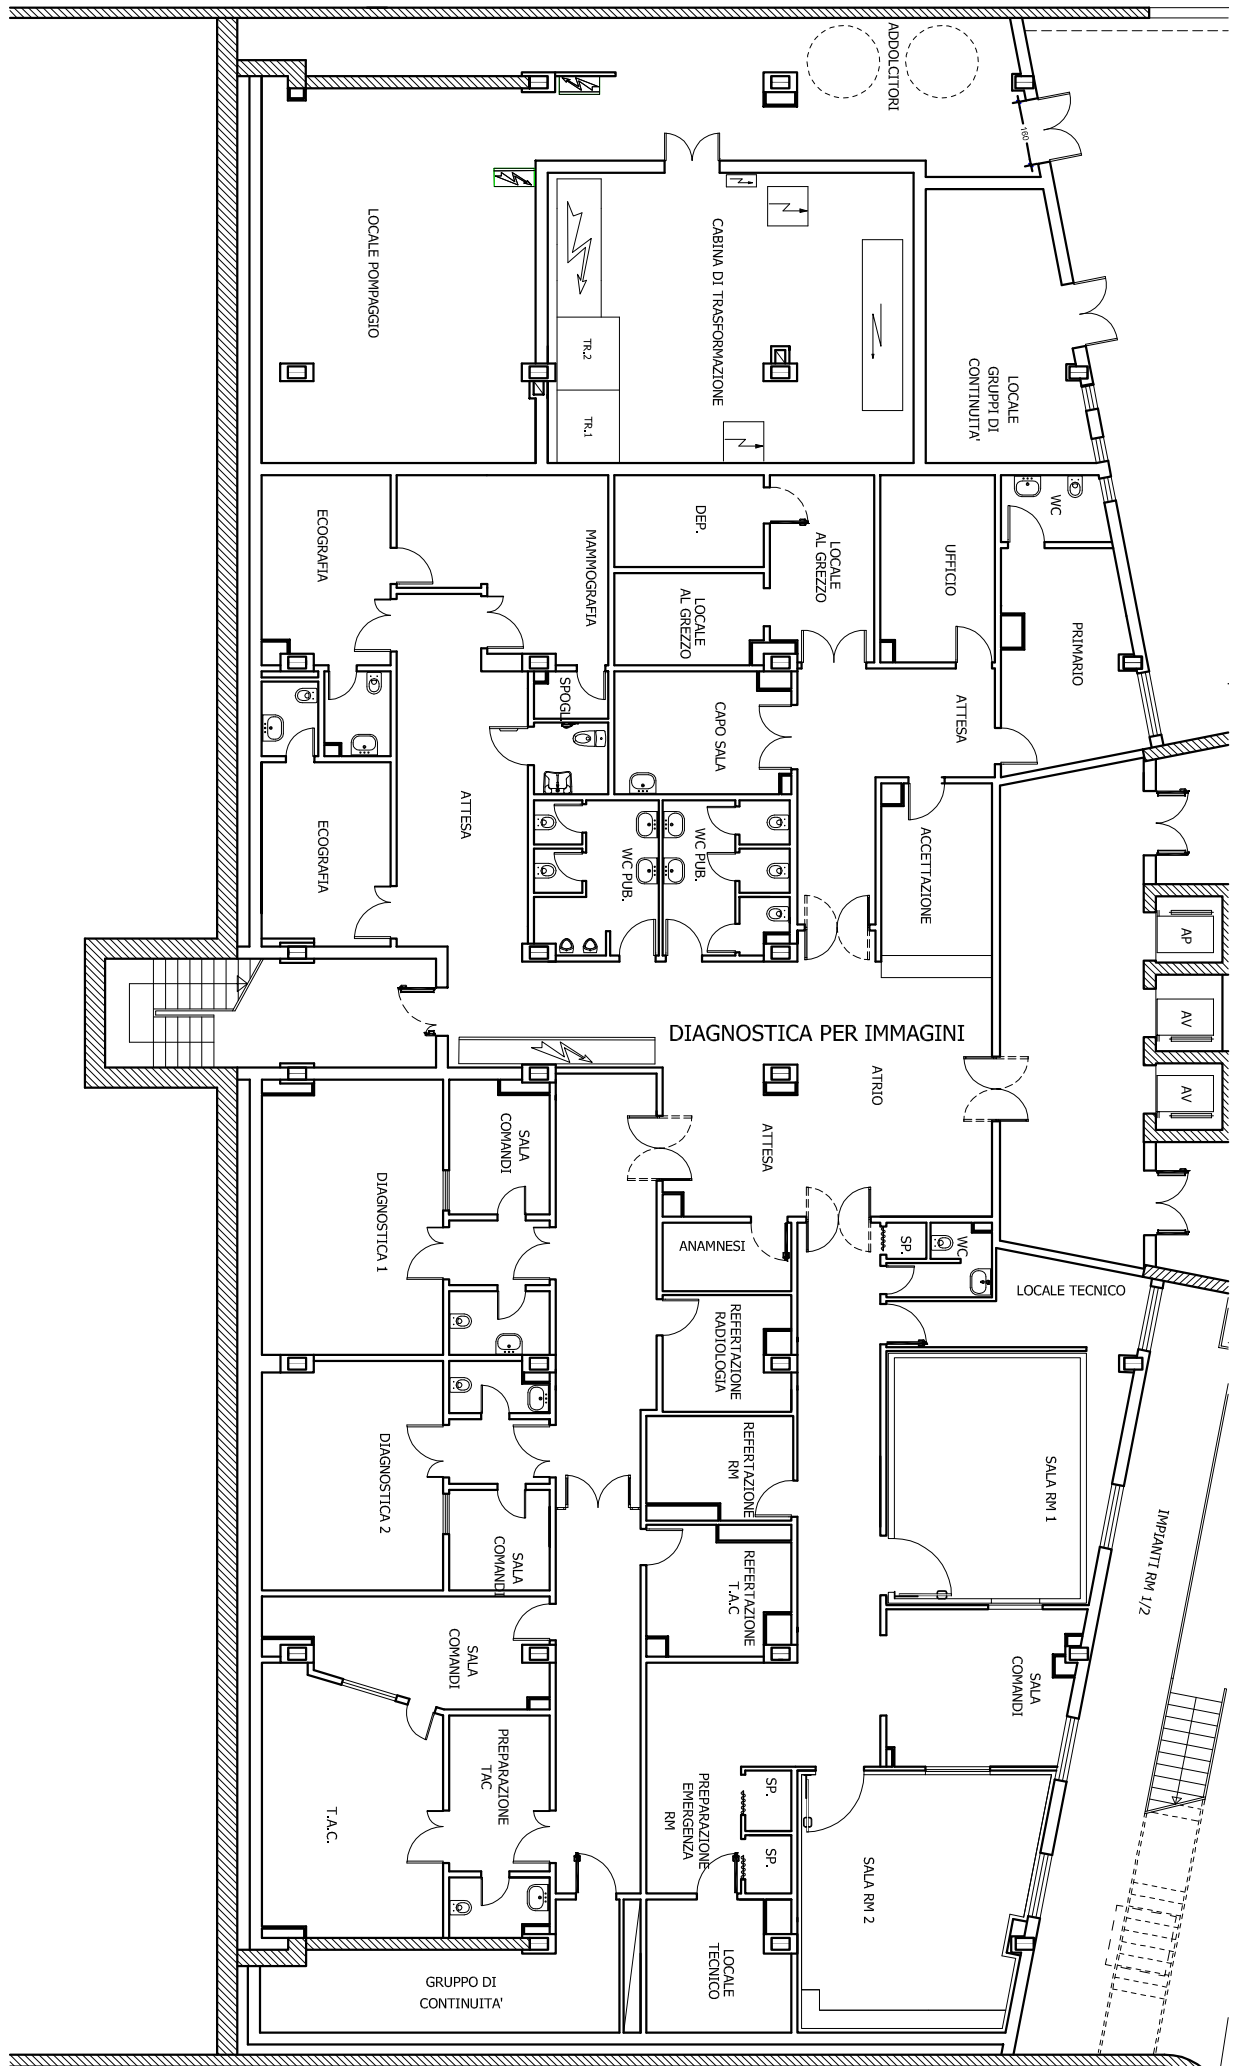 ADDOLCITORI
160
LOCALE POMPAGGIO
CABINA DI TRASFORMAZIONE
TR.2
TR.1
LOCALE
GRUPPI DI
CONTINUITA'
ECOGRAFIA
MAMMOGRAFIA
DEP.
LOCALE
AL GREZZO
LOCALE
AL GREZZO
UFFICIO
WC
PRIMARIO
SPOGL.
CAPO SALA
ATTESA
ATTESA
ECOGRAFIA
WC PUB.
WC PUB.
ACCETTAZIONE
AP
AV
AV
DIAGNOSTICA PER IMMAGINI
ATRIO
ATTESA
SALA
COMANDI
DIAGNOSTICA 1
ANAMNESI
SP.
WC
LOCALE TECNICO
REFERTAZIONE
RADIOLOGIA
DIAGNOSTICA 2
REFERTAZIONE
RM
SALA RM 1
IMPIANTI RM 1/2
SALA
COMANDI
REFERTAZIONE
T.A.C
SALA
COMANDI
SALA
COMANDI
PREPARAZIONE
TAC
T.A.C.
PREPARAZIONE
EMERGENZA
RM
SP.
SP.
SALA RM 2
LOCALE
TECNICO
GRUPPO DI
CONTINUITA'